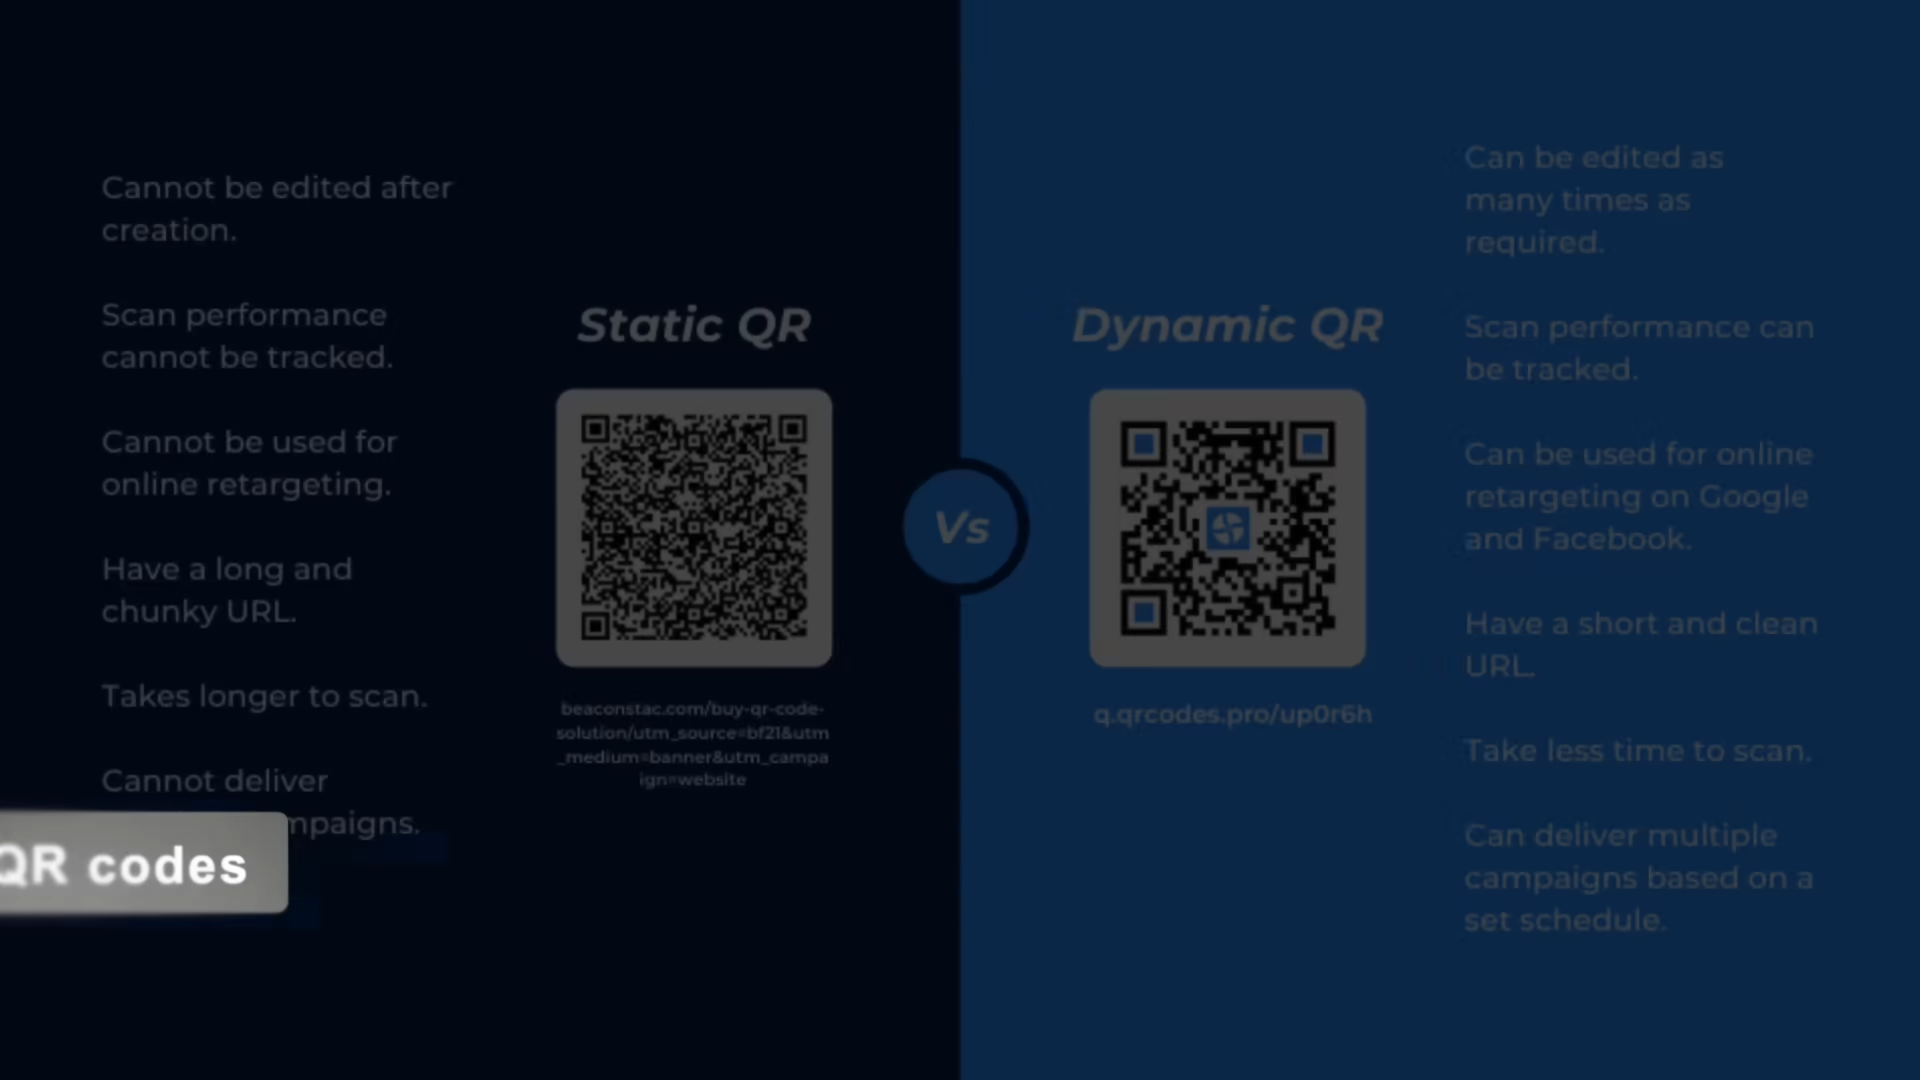 Cannot be edited after
creation.
Scan performance
cannot be tracked.
Cannot be used for
online retargeting.
Have a long and
chunky URL.
Takes longer to scan.
Cannot deliver
mpaigns.
QR codes
Static QR
beaconstac.com/buy-qr-code-
solution/utm_source=bf21&utm
_medium=banner&utm_campa
ign=website
Vs
Dynamic QR
q.qrcodes.pro/up0r6h
Can be edited as
many times as
required.
Scan performance can
be tracked.
Can be used for online
retargeting on Google
and Facebook.
Have a short and clean
URL.
Take less time to scan.
Can deliver multiple
campaigns based on a
set schedule.